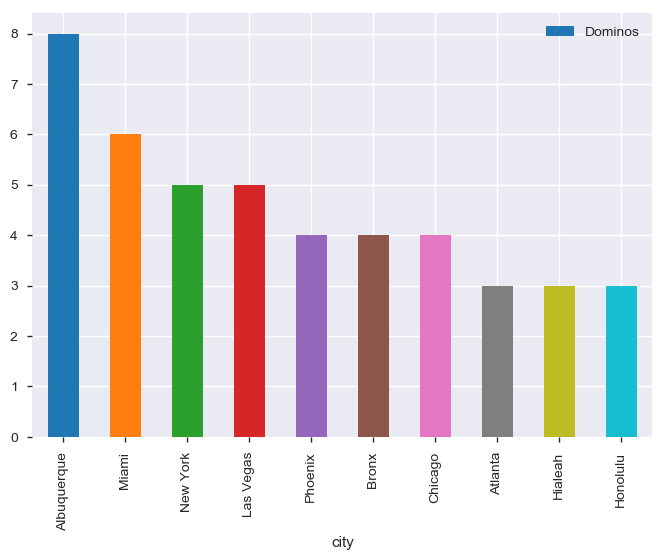 Dominos
8
7
6
5
4
3
2
1
0
Albuquerque
Miami
New York
Las Vegas
Phoenix
Bronx
Chicago
Atlanta
Hialeah
Honolulu
city